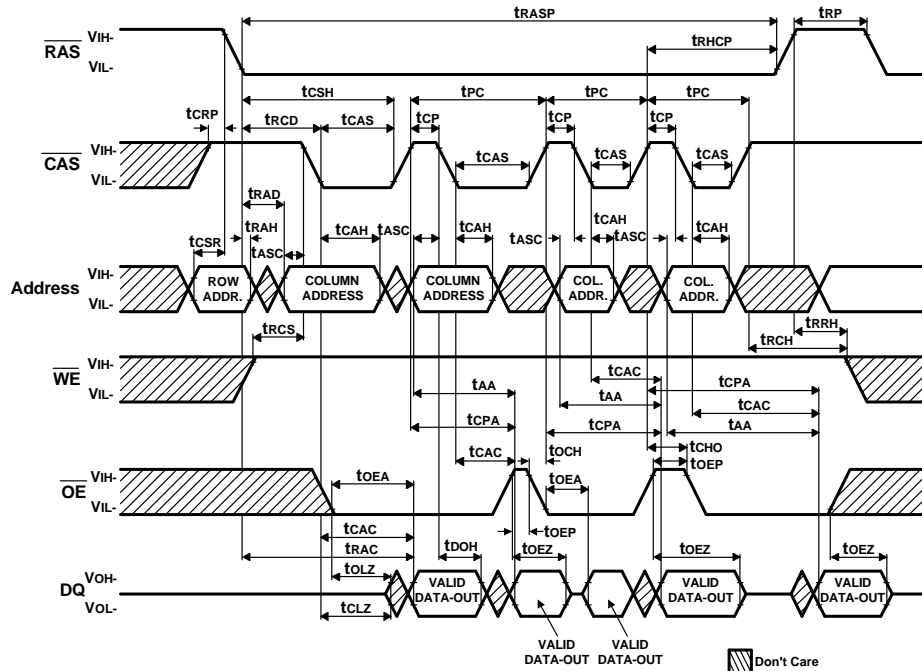 tRASP
tRP
VIH-
RAS
VIL-
tRHCP
tCSH
tPC
tPC
tPC
tCRP
tRCD
tCAS
tCP
tCP
tCP
VIH-
CAS
VIL-
tCAS
tCAS
tCAS
tRAD
tCSR
tRAH
tASC
tCAH
tASC
tCAH
tASC
tCAH
tASC
tCAH
Address
VIH-
VIL-
ROW
ADDR.
COLUMN
ADDRESS
COLUMN
ADDRESS
COL.
ADDR.
COL.
ADDR.
tRCS
tRRH
tRCH
VIH-
WE
VIL-
tCAC
tCPA
tAA
tAA
tCAC
tCPA
tCPA
tAA
tCAC
tOCH
tCHO
tOEP
VIH-
OE
VIL-
tOEA
tOEA
tOEP
tCAC
tRAC
tDOH
tOEZ
tOEZ
tOEZ
tOLZ
VOH-
DQ
VOL-
VALID
DATA-OUT
VALID
DATA-OUT
VALID
DATA-OUT
tCLZ
VALID
DATA-OUT
VALID
DATA-OUT
Don't Care